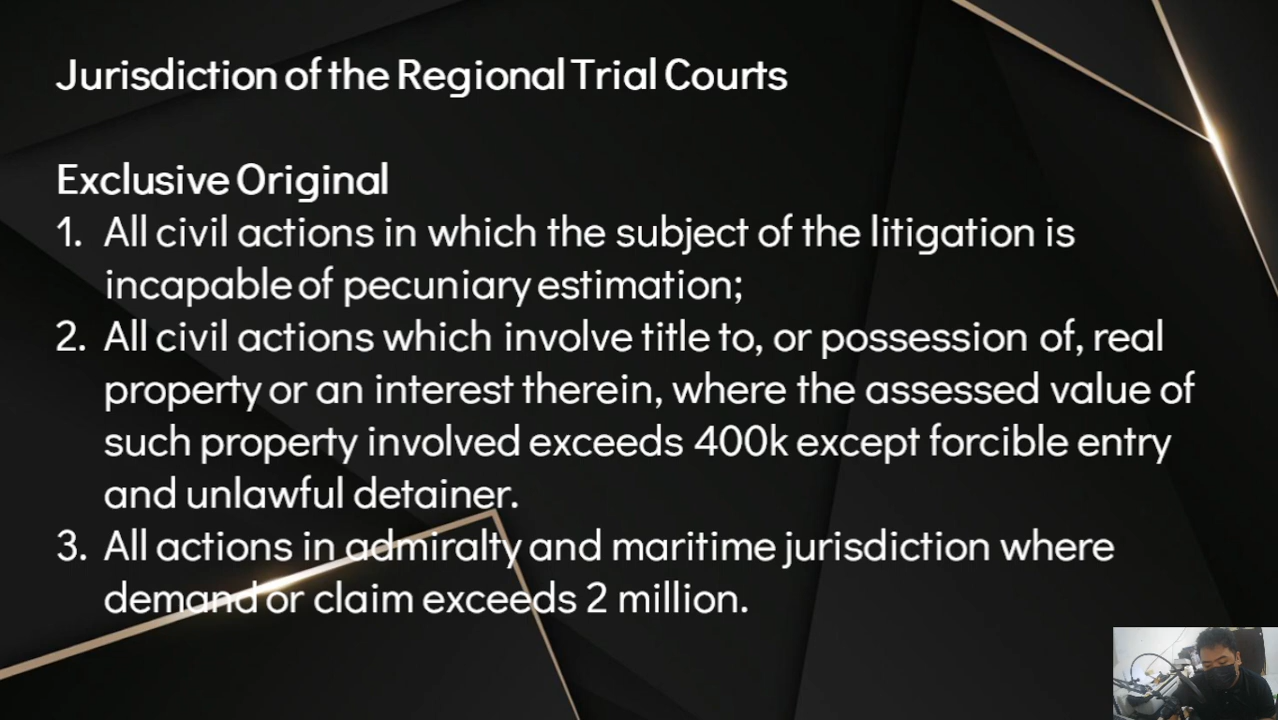 Jurisdiction of the Regional Trial Courts
Exclusive Original
1. All civil actions in which the subject of the litigation is
incapable of pecuniary estimation;
2. All civil actions which involve title to, or possession of, real
property or an interest therein, where the assessed value of
such property involved exceeds 400k except forcible entry
and unlawful detainer.
3. All actions in admiralty and maritime jurisdiction where
demand or claim exceeds 2 million.